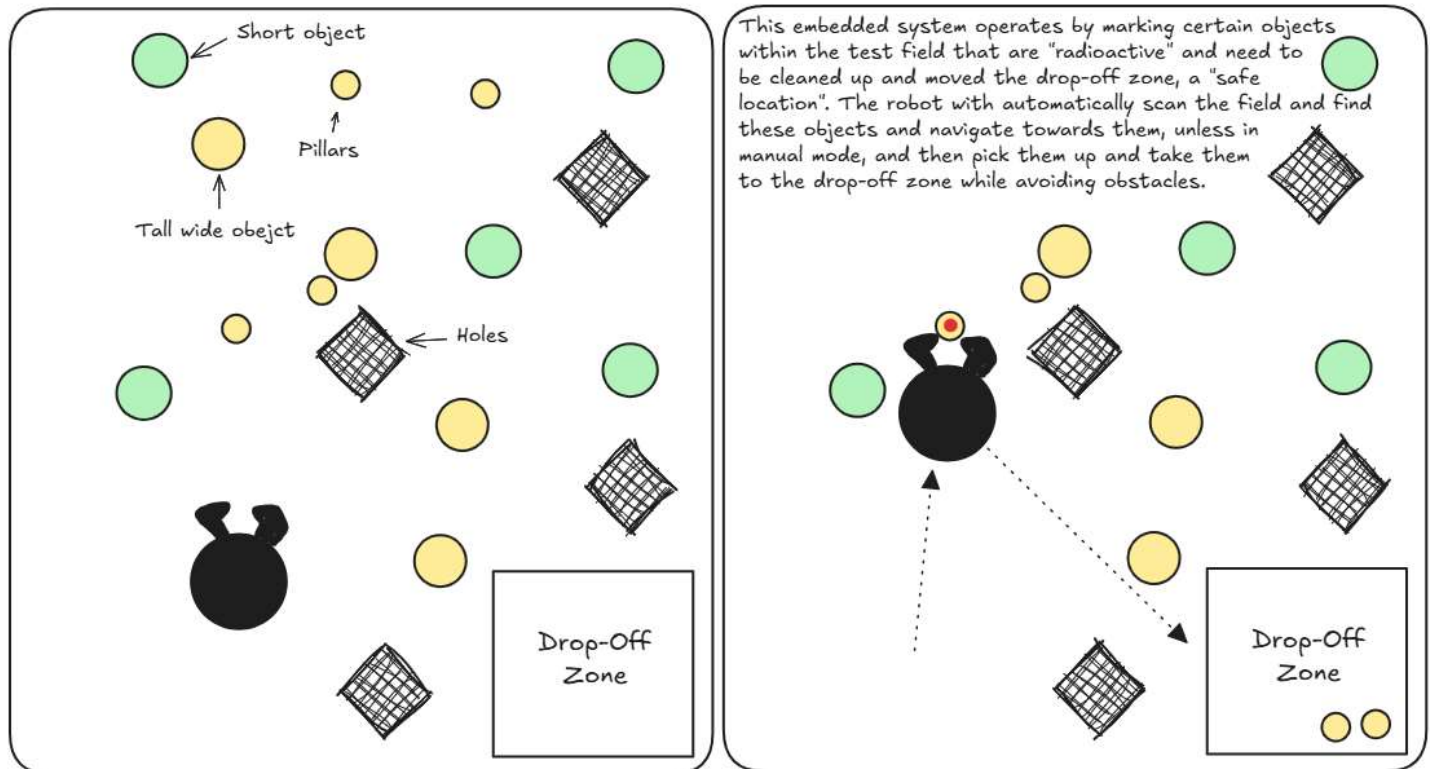 Short object
Pillars
Tall wide obejct
Holes
Drop-Off
Zone
This embedded system operates by marking certain objects
within the test field that are "radioactive" and need to
be cleaned up and moved the drop-off zone, a "safe
location". The robot with automatically scan the field and find
these objects and navigate towards them, unless in
manual mode, and then pick them up and take them
to the drop-off zone while avoiding obstacles.
Drop-Off
Zone